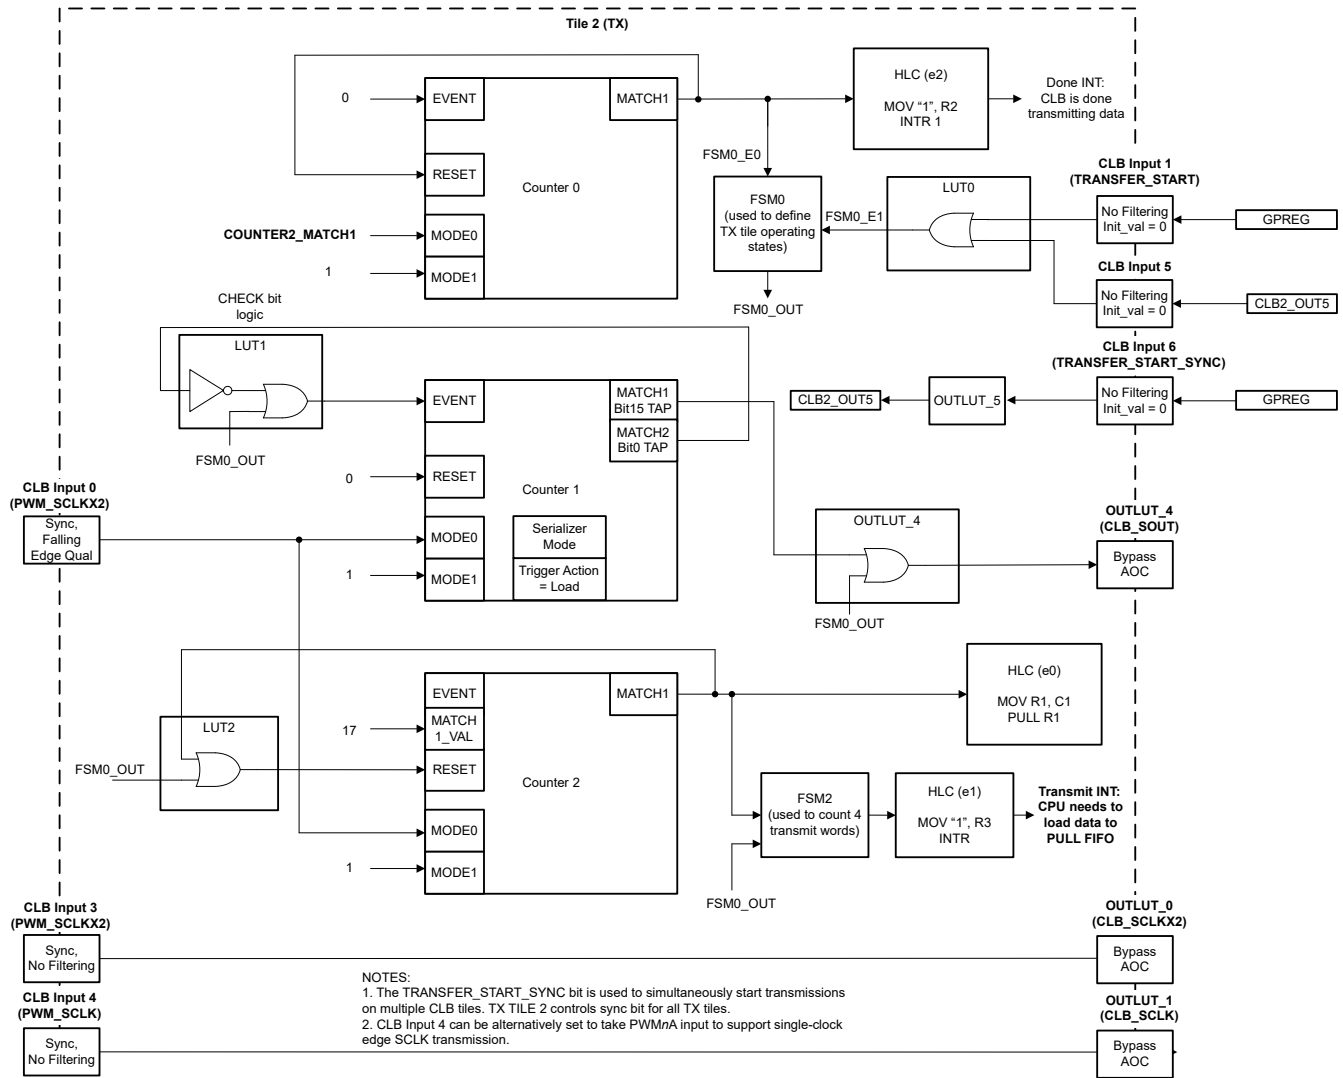 Tile 2 (TX)
0
EVENT
MATCH1
RESET
Counter 0
COUNTER2_MATCH1
MODE0
1
MODE1
HLC (e2)
MOV “1”, R2
INTR 1
Done INT:
CLB is done
transmitting data
FSM0_E0
FSM0
(used to define
TX tile operating
states)
FSM0_E1
FSM0_OUT
LUT0
CLB Input 1
(TRANSFER_START)
No Filtering
Init_val = 0
GPREG
CLB Input 5
No Filtering
Init_val = 0
CLB2_OUT5
CLB Input 6
(TRANSFER_START_SYNC)
No Filtering
Init_val = 0
GPREG
OUTLUT_5
CLB2_OUT5
CHECK bit
logic
LUT1
FSM0_OUT
EVENT
MATCH1
Bit15 TAP
MATCH2
Bit0 TAP
0
RESET
Counter 1
CLB Input 0
(PWM_SCLKX2)
Sync,
Falling
Edge Qual
MODE0
1
MODE1
Serializer
Mode
Trigger Action
= Load
OUTLUT_4
FSM0_OUT
OUTLUT_4
(CLB_SOUT)
Bypass
AOC
LUT2
FSM0_OUT
EVENT
MATCH1
17
MATCH
1_VAL
RESET
Counter 2
MODE0
1
MODE1
HLC (e0)
MOV R1, C1
PULL R1
FSM2
(used to count 4
transmit words)
FSM0_OUT
HLC (e1)
MOV “1”, R3
INTR
Transmit INT:
CPU needs to
load data to
PULL FIFO
CLB Input 3
(PWM_SCLKX2)
Sync,
No Filtering
OUTLUT_0
(CLB_SCLKX2)
Bypass
AOC
CLB Input 4
(PWM_SCLK)
Sync,
No Filtering
OUTLUT_1
(CLB_SCLK)
Bypass
AOC
NOTES:
1. The TRANSFER_START_SYNC bit is used to simultaneously start transmissions
on multiple CLB tiles. TX TILE 2 controls sync bit for all TX tiles.
2. CLB Input 4 can be alternatively set to take PWMnA input to support single-clock
edge SCLK transmission.